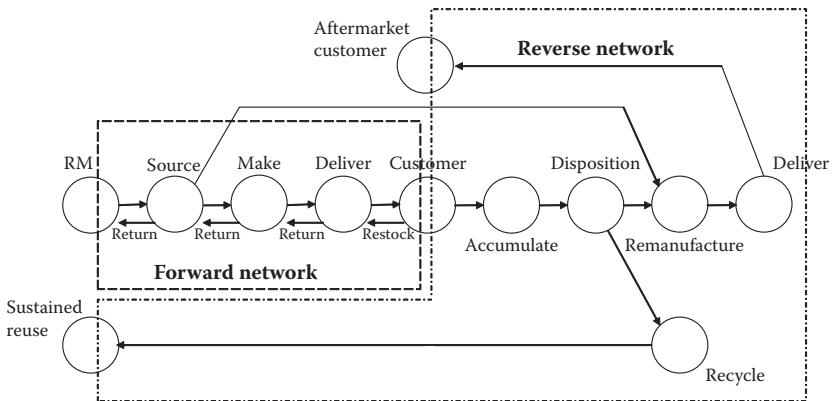 Aftermarket
customer
Reverse network
RM
Source
Make
Deliver
Customer
Disposition
Deliver
Return
Return
Return
Restock
Accumulate
Remanufacture
Forward network
Sustained
reuse
Recycle